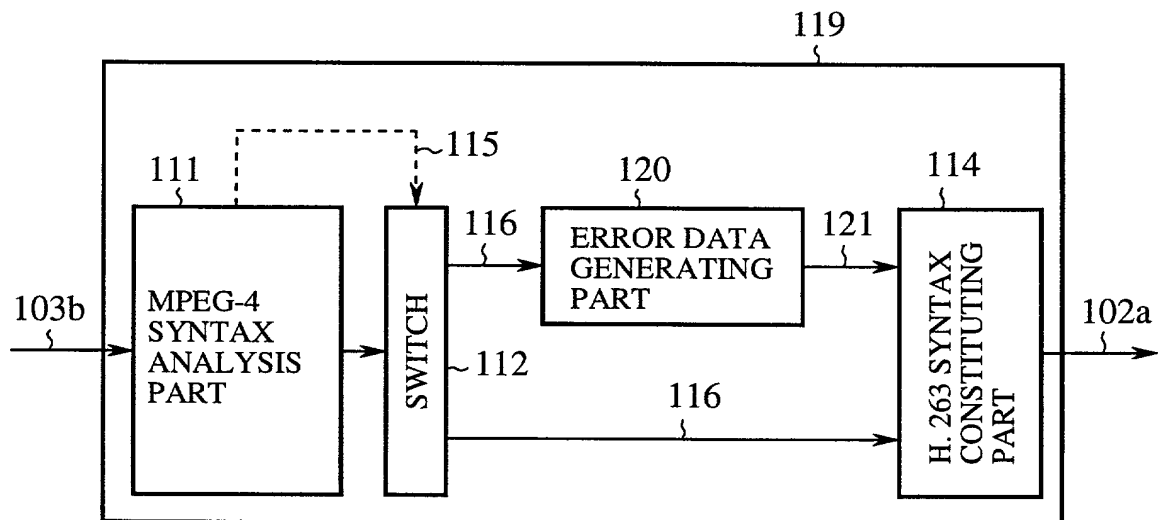 119
115
111
120
114
116
121
ERROR DATA
GENERATING
PART
103b
MPEG-4
SYNTAX
ANALYSIS
PART
SWITCH
112
116
H. 263 SYNTAX
CONSTITUTING
PART
102a